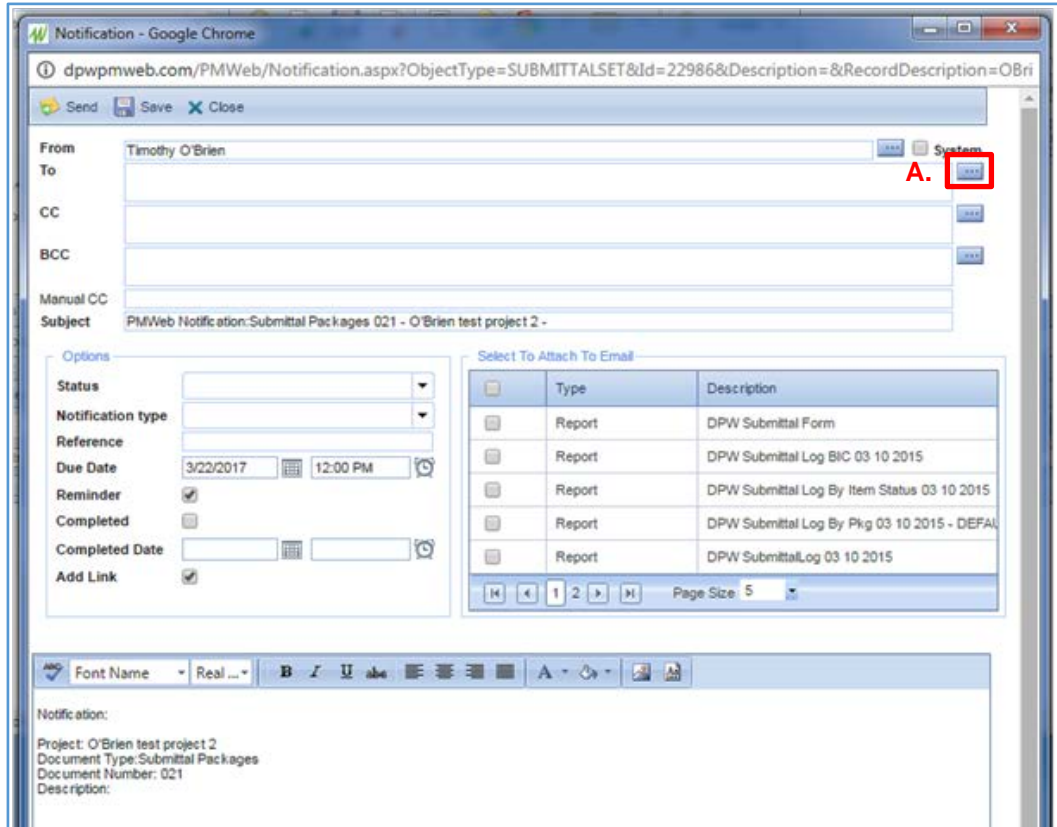 Notification - Google Chrome
dpwpmweb.com/PMWeb/Notification.aspx?ObjectType=SUBMITTALSET&Id=22986&Description=&RecordDescription=OBri
Send Save Close
From Timothy O'Brien System
To A.
CC
BCC
Manual CC
Subject PMWeb Notification:Submittal Packages 021 - O'Brien test project 2 -
Options
Status
Notification type
Reference
Due Date 3/22/2017 12:00 PM
Reminder
Completed
Completed Date
Add Link
Select To Attach To Email
Type Description
Report DPW Submittal Form
Report DPW Submittal Log BIC 03 10 2015
Report DPW Submittal Log By Item Status 03 10 2015
Report DPW Submittal Log By Pkg 03 10 2015 - DEFAU
Report DPW SubmittalLog 03 10 2015
1 2 Page Size 5
ABC Font Name Real ... B I U abc A
Notification:
Project: O'Brien test project 2
Document Type:Submittal Packages
Document Number: 021
Description: